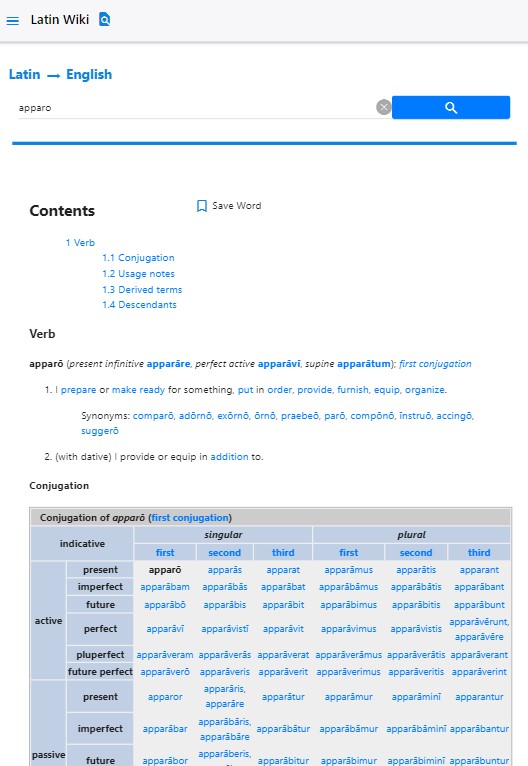 Latin Wiki
Latin → English
apparo
Contents
Save Word
1 Verb
1.1 Conjugation
1.2 Usage notes
1.3 Derived terms
1.4 Descendants
Verb
apparō (present infinitive apparāre, perfect active apparāvī, supine apparātum); first conjugation
1. I prepare or make ready for something, put in order, provide, furnish, equip, organize.
Synonyms: comparō, adōrnō, exōrnō, ōrnō, praebeō, parō, compōnō, īnstruō, accingō,
suggerō
2. (with dative) I provide or equip in addition to.
Conjugation
Conjugation of apparō (first conjugation)
indicative singular plural
first second third first second third
active present apparō apparās apparat apparāmus apparātis apparant
imperfect apparābam apparābās apparābat apparābāmus apparābātis apparābant
future apparābō apparābis apparābit apparābimus apparābitis apparābunt
perfect apparāvī apparāvistī apparāvit apparāvimus apparāvistis apparāvērunt,
apparāvēre
pluperfect apparāveram apparāverās apparāverat apparāverāmus apparāverātis apparāverant
future perfect apparāverō apparāveris apparāverit apparāverimus apparāveritis apparāverint
passive present apparor apparāris,
apparāre apparātur apparāmur apparāminī apparantur
imperfect apparābar apparābāris,
apparābāre apparābātur apparābāmur apparābāminī apparābantur
future apparābor apparāberis, apparābitur apparābimur apparābiminī apparābuntur